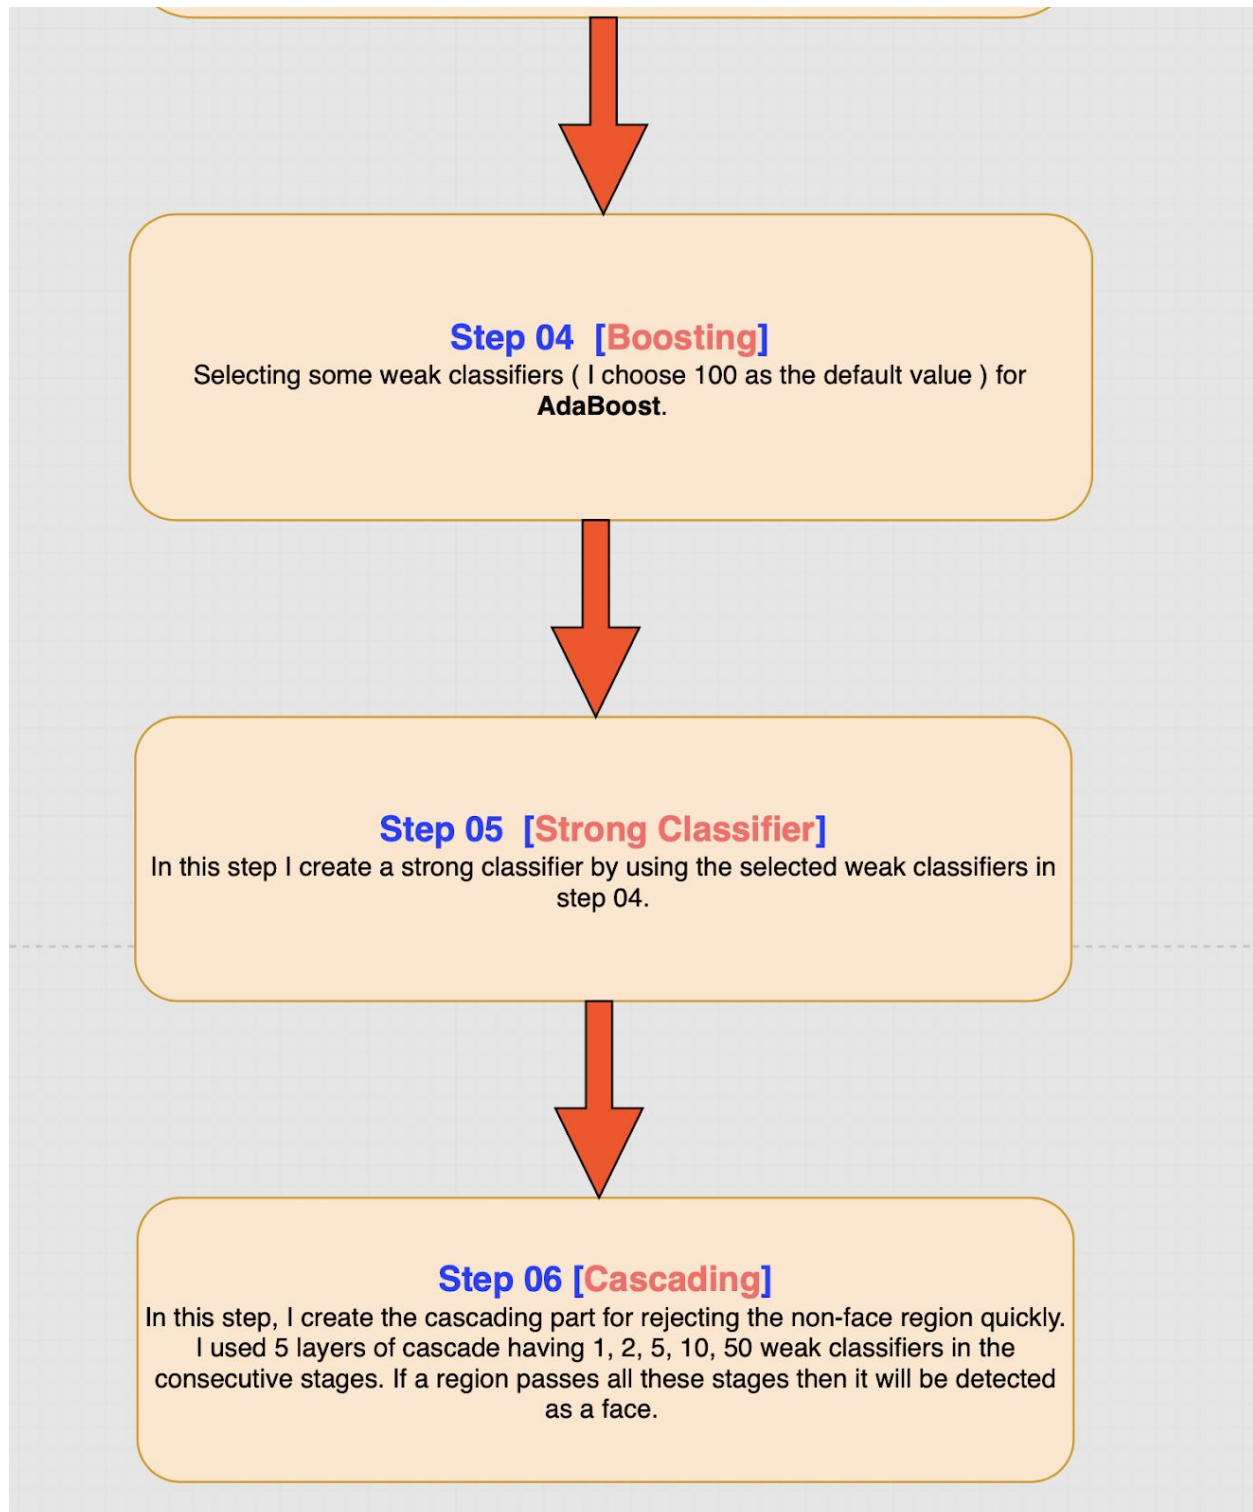 Step 04  [Boosting]
Selecting some weak classifiers ( I choose 100 as the default value ) for
AdaBoost.
Step 05  [Strong Classifier]
In this step I create a strong classifier by using the selected weak classifiers in
step 04.
Step 06 [Cascading]
In this step, I create the cascading part for rejecting the non-face region quickly.
I used 5 layers of cascade having 1, 2, 5, 10, 50 weak classifiers in the
consecutive stages. If a region passes all these stages then it will be detected
as a face.